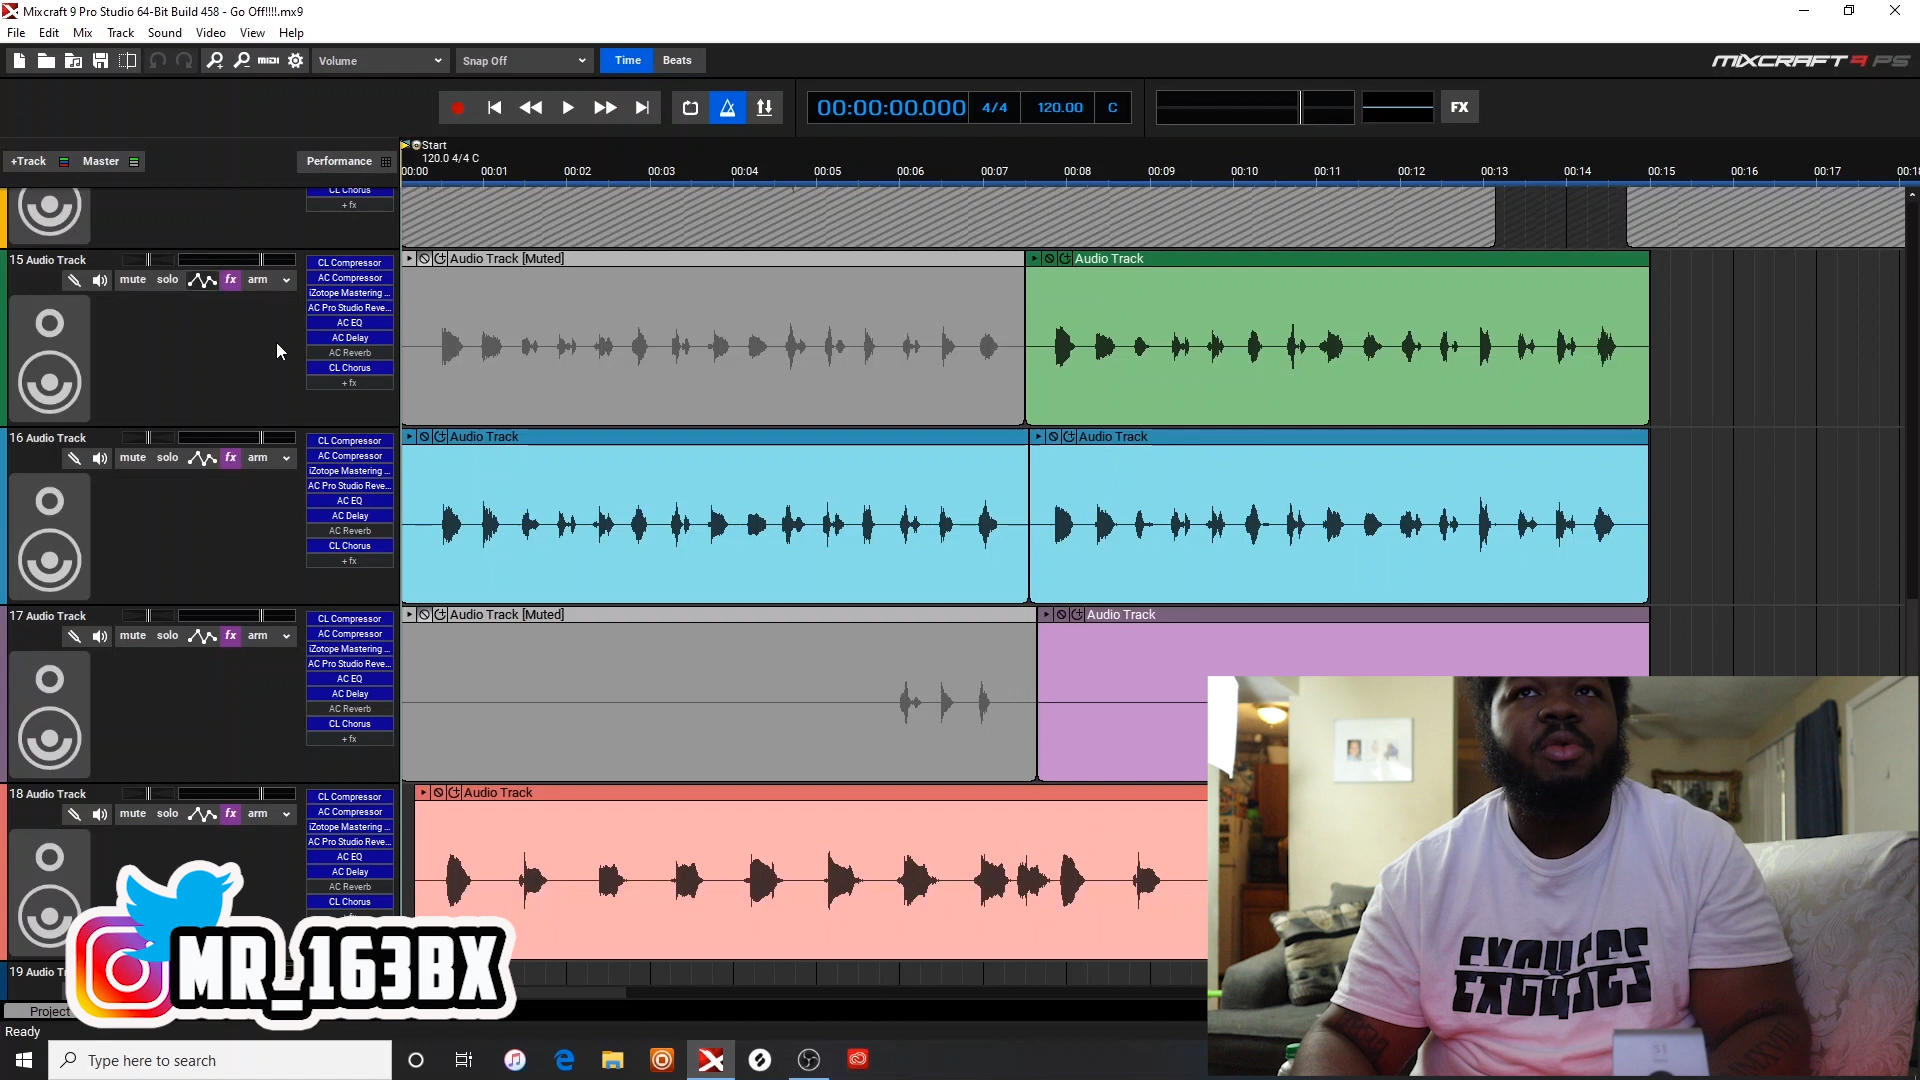 Mixcraft 9 Pro Studio 64-Bit Build 458 - Go Off!!!!.mx9
File Edit Mix Track Sound Video View Help
MIDI Volume Snap Off Time Beats MIXCRAFT 9 PS
00:00:00.000 4/4 120.00 C FX
+Track Master Performance
Start
120.0 4/4 C
00:00 00:01 00:02 00:03 00:04 00:05 00:06 00:07 00:08 00:09 00:10 00:11 00:12 00:13 00:14 00:15 00:16 00:17 00:18
CL Chorus
+ fx
15 Audio Track
mute solo fx arm
CL Compressor
AC Compressor
iZotope Mastering ...
AC Pro Studio Reve...
AC EQ
AC Delay
AC Reverb
CL Chorus
+ fx
Audio Track [Muted]
Audio Track
16 Audio Track
mute solo fx arm
CL Compressor
AC Compressor
iZotope Mastering ...
AC Pro Studio Reve...
AC EQ
AC Delay
AC Reverb
CL Chorus
+ fx
Audio Track
Audio Track
17 Audio Track
mute solo fx arm
CL Compressor
AC Compressor
iZotope Mastering ...
AC Pro Studio Reve...
AC EQ
AC Delay
AC Reverb
CL Chorus
+ fx
Audio Track [Muted]
Audio Track
18 Audio Track
mute solo fx arm
CL Compressor
AC Compressor
iZotope Mastering ...
AC Pro Studio Reve...
AC EQ
AC Delay
AC Reverb
CL Chorus
Audio Track
MR_163BX
19 Audio
Project
Ready
Type here to search